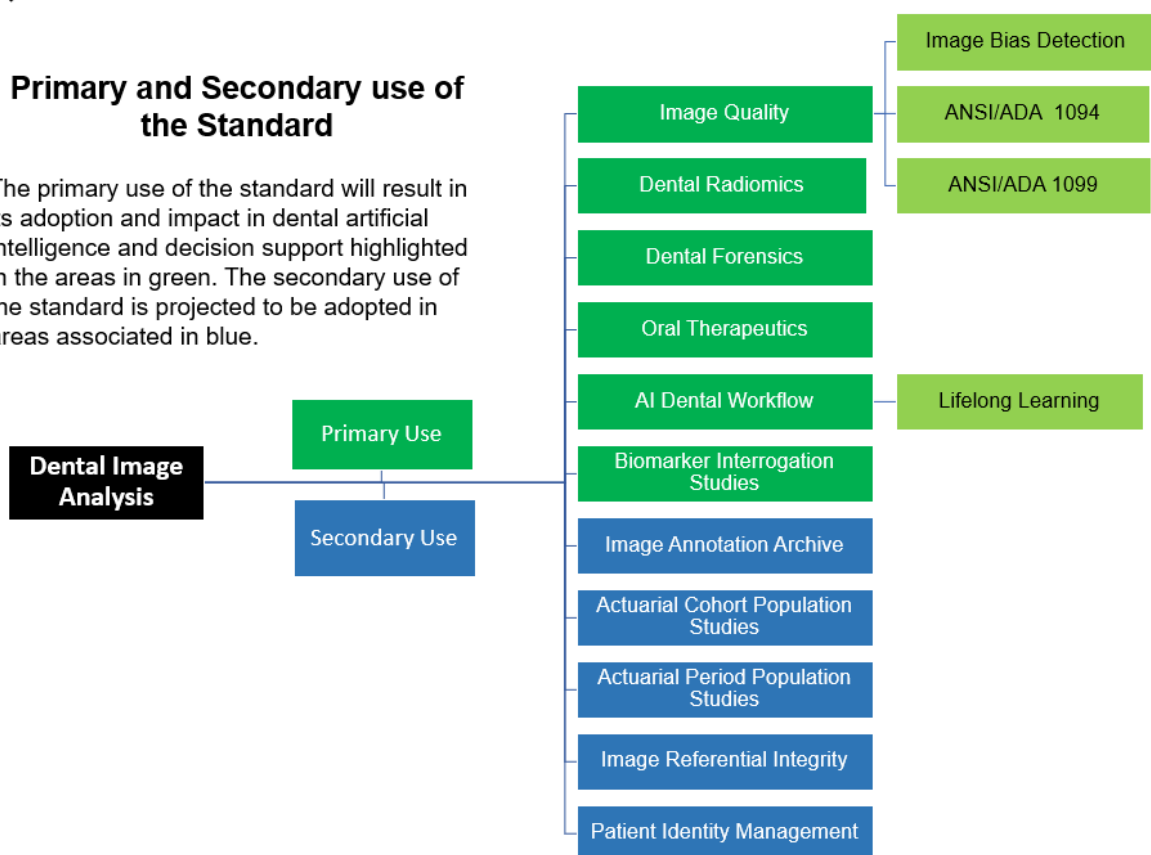 Primary and Secondary use of
the Standard
he primary use of the standard will result in
ts adoption and impact in dental artificial
ntelligence and decision support highlighted
n the areas in green. The secondary use of
he standard is projected to be adopted in
reas associated in blue.
Dental Image
Analysis
Primary Use
Secondary Use
Image Quality
Dental Radiomics
Dental Forensics
Oral Therapeutics
AI Dental Workflow
Biomarker Interrogation
Studies
Image Annotation Archive
Actuarial Cohort Population
Studies
Actuarial Period Population
Studies
Image Referential Integrity
Patient Identity Management
Image Bias Detection
ANSI/ADA 1094
ANSI/ADA 1099
Lifelong Learning